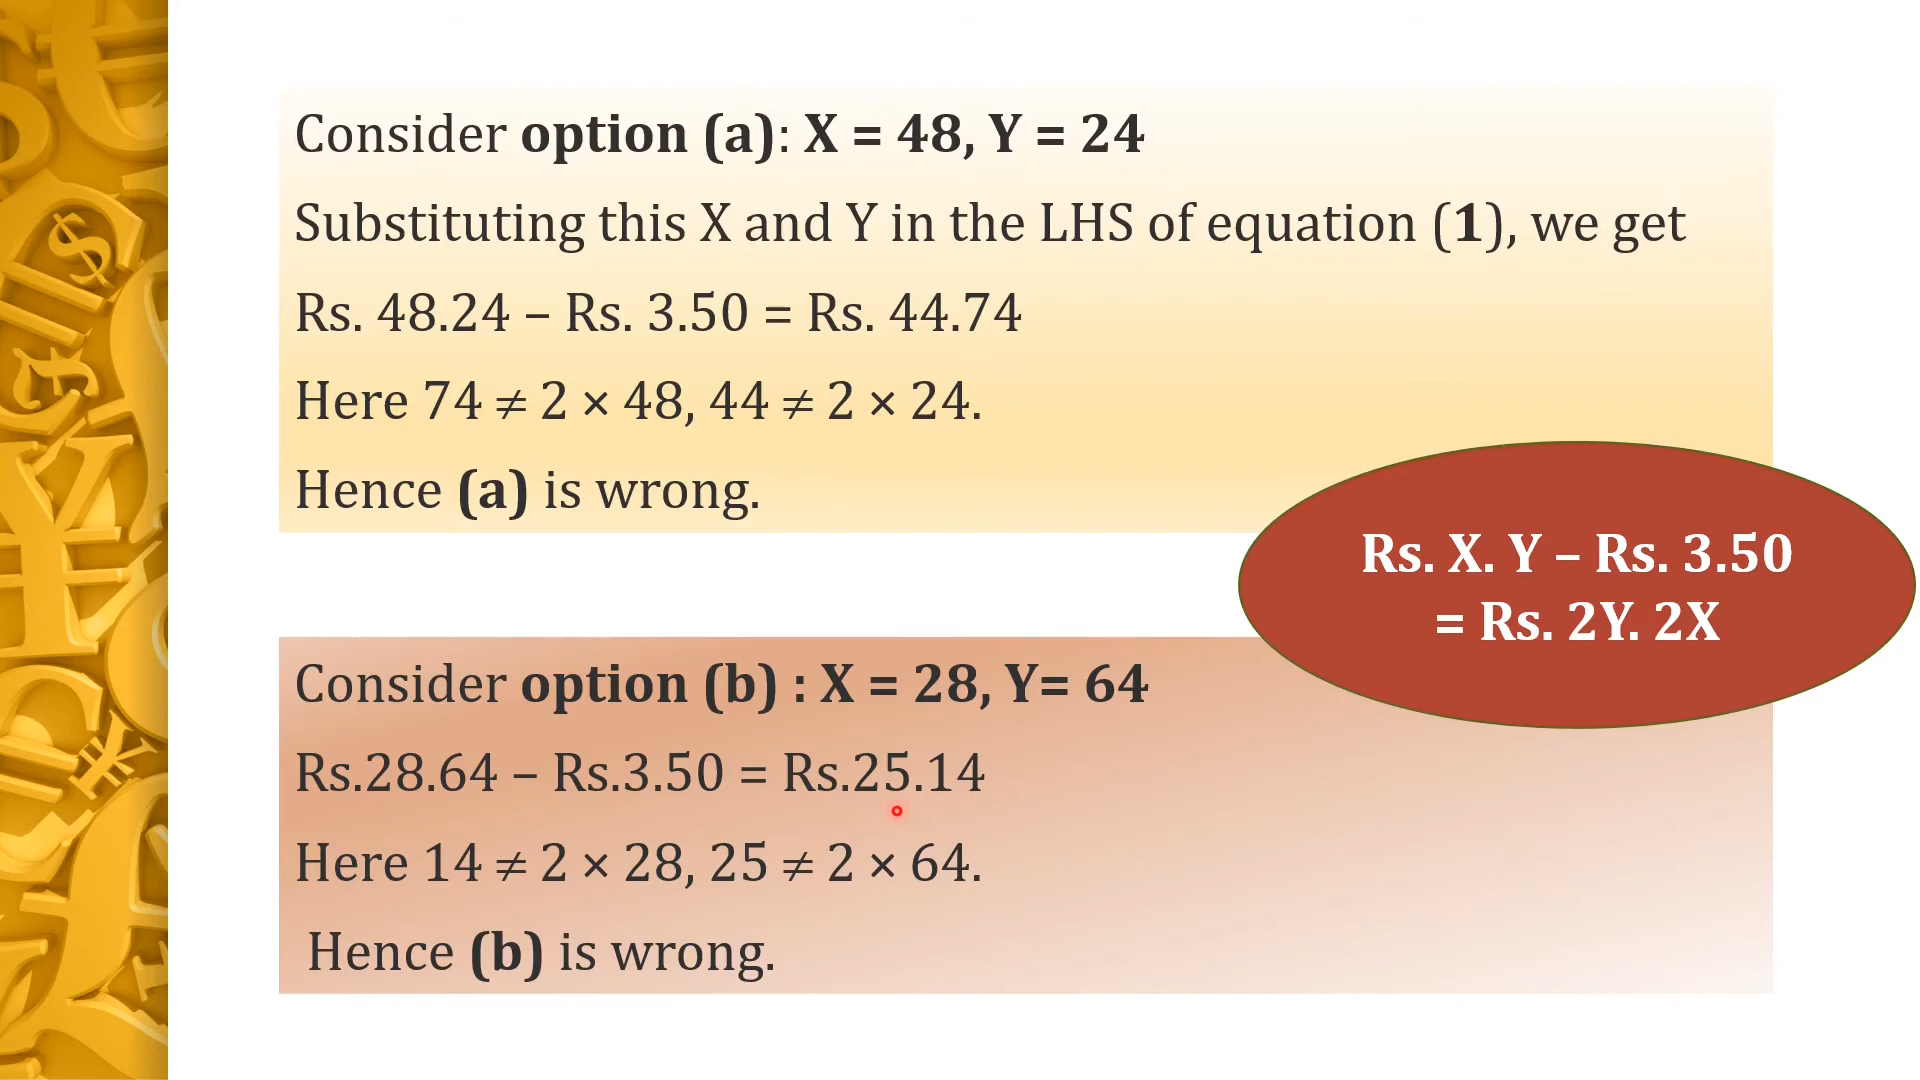 Consider option (a): X = 48, Y = 24
Substituting this X and Y in the LHS of equation (1), we get
Rs. 48.24 – Rs. 3.50 = Rs. 44.74
Here 74 ≠ 2 × 48, 44 ≠ 2 × 24.
Hence (a) is wrong.
Rs. X. Y – Rs. 3.50
= Rs. 2Y. 2X
Consider option (b) : X = 28, Y= 64
Rs.28.64 – Rs.3.50 = Rs.25.14
Here 14 ≠ 2 × 28, 25 ≠ 2 × 64.
Hence (b) is wrong.